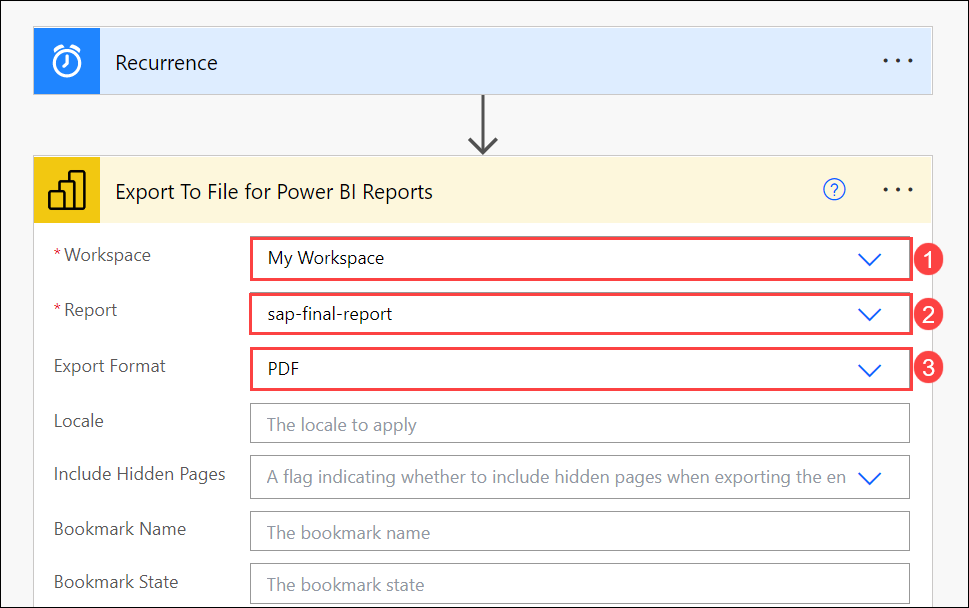 Recurrence
Export To File for Power BI Reports
* Workspace
My Workspace
1
* Report
sap-final-report
2
Export Format
PDF
3
Locale
The locale to apply
Include Hidden Pages
A flag indicating whether to include hidden pages when exporting the en
Bookmark Name
The bookmark name
Bookmark State
The bookmark state